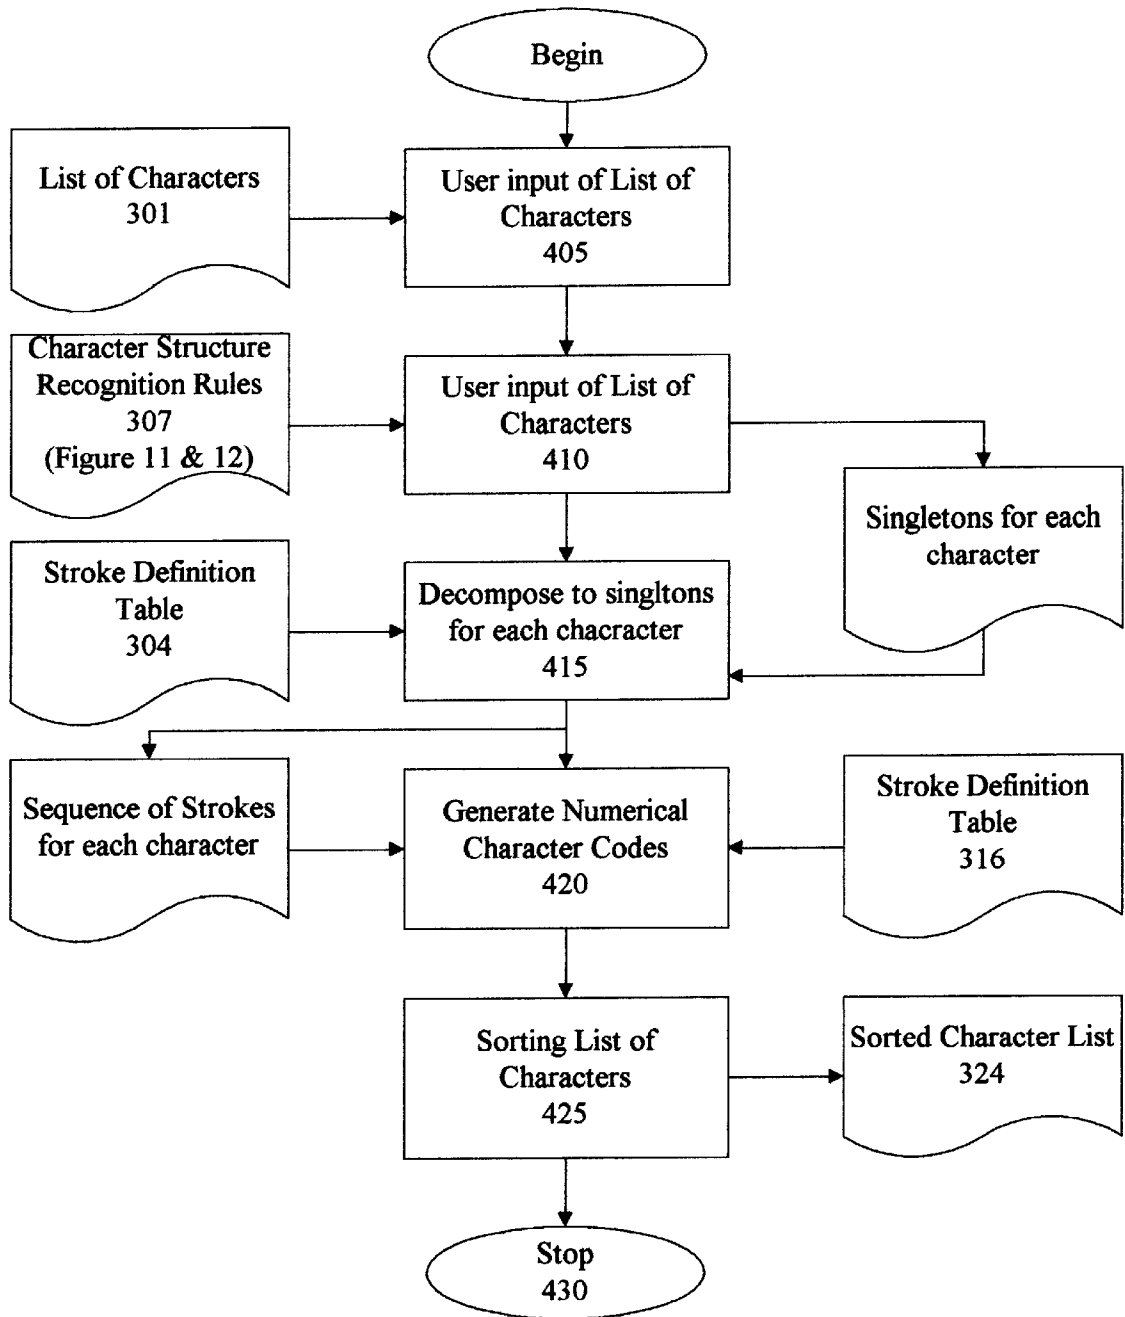 Begin
List of Characters
301
User input of List of
Characters
405
Character Structure
Recognition Rules
307
(Figure 11 & 12)
User input of List of
Characters
410
Singletons for each
character
Stroke Definition
Table
304
Decompose to singltons
for each chacracter
415
Sequence of Strokes
for each character
Generate Numerical
Character Codes
420
Stroke Definition
Table
316
Sorting List of
Characters
425
Sorted Character List
324
Stop
430